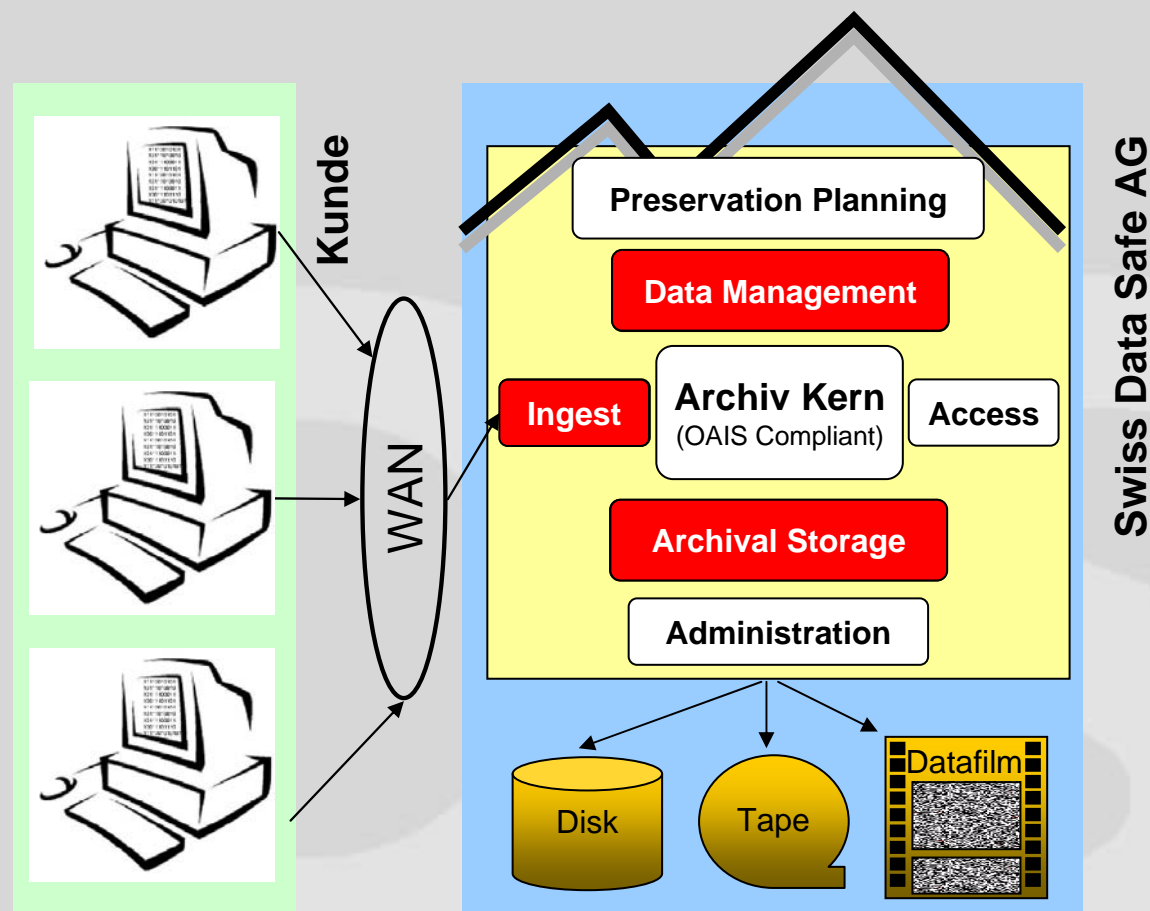 Kunde
WAN
Preservation Planning
Data Management
Ingest
Archiv Kern
(OAIS Compliant)
Access
Archival Storage
Administration
Disk
Tape
Datafilm
Swiss Data Safe AG